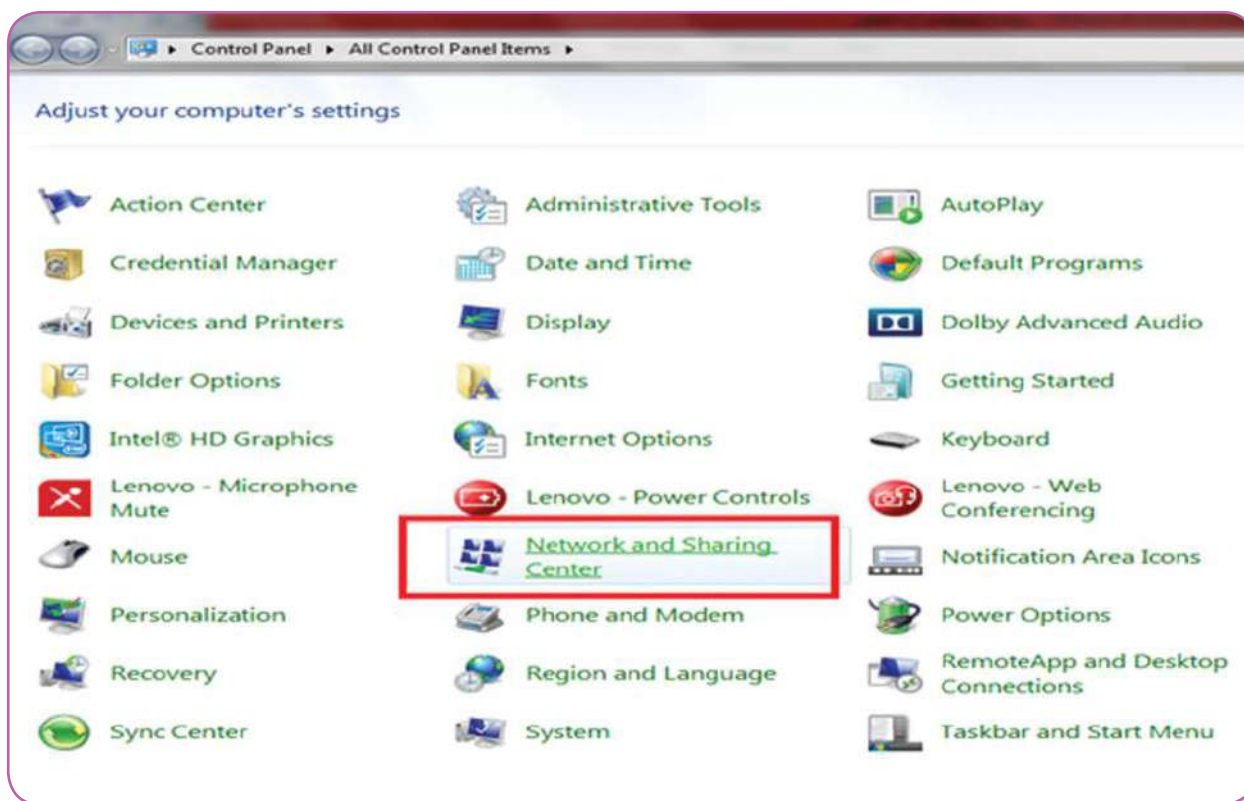 Control Panel ▸ All Control Panel Items ▸
Adjust your computer's settings
Action Center
Administrative Tools
AutoPlay
Credential Manager
Date and Time
Default Programs
Devices and Printers
Display
Dolby Advanced Audio
Folder Options
Fonts
Getting Started
Intel® HD Graphics
Internet Options
Keyboard
Lenovo - Microphone
Mute
Lenovo - Power Controls
Lenovo - Web
Conferencing
Mouse
Network and Sharing
Center
Notification Area Icons
Personalization
Phone and Modem
Power Options
Recovery
Region and Language
RemoteApp and Desktop
Connections
Sync Center
System
Taskbar and Start Menu